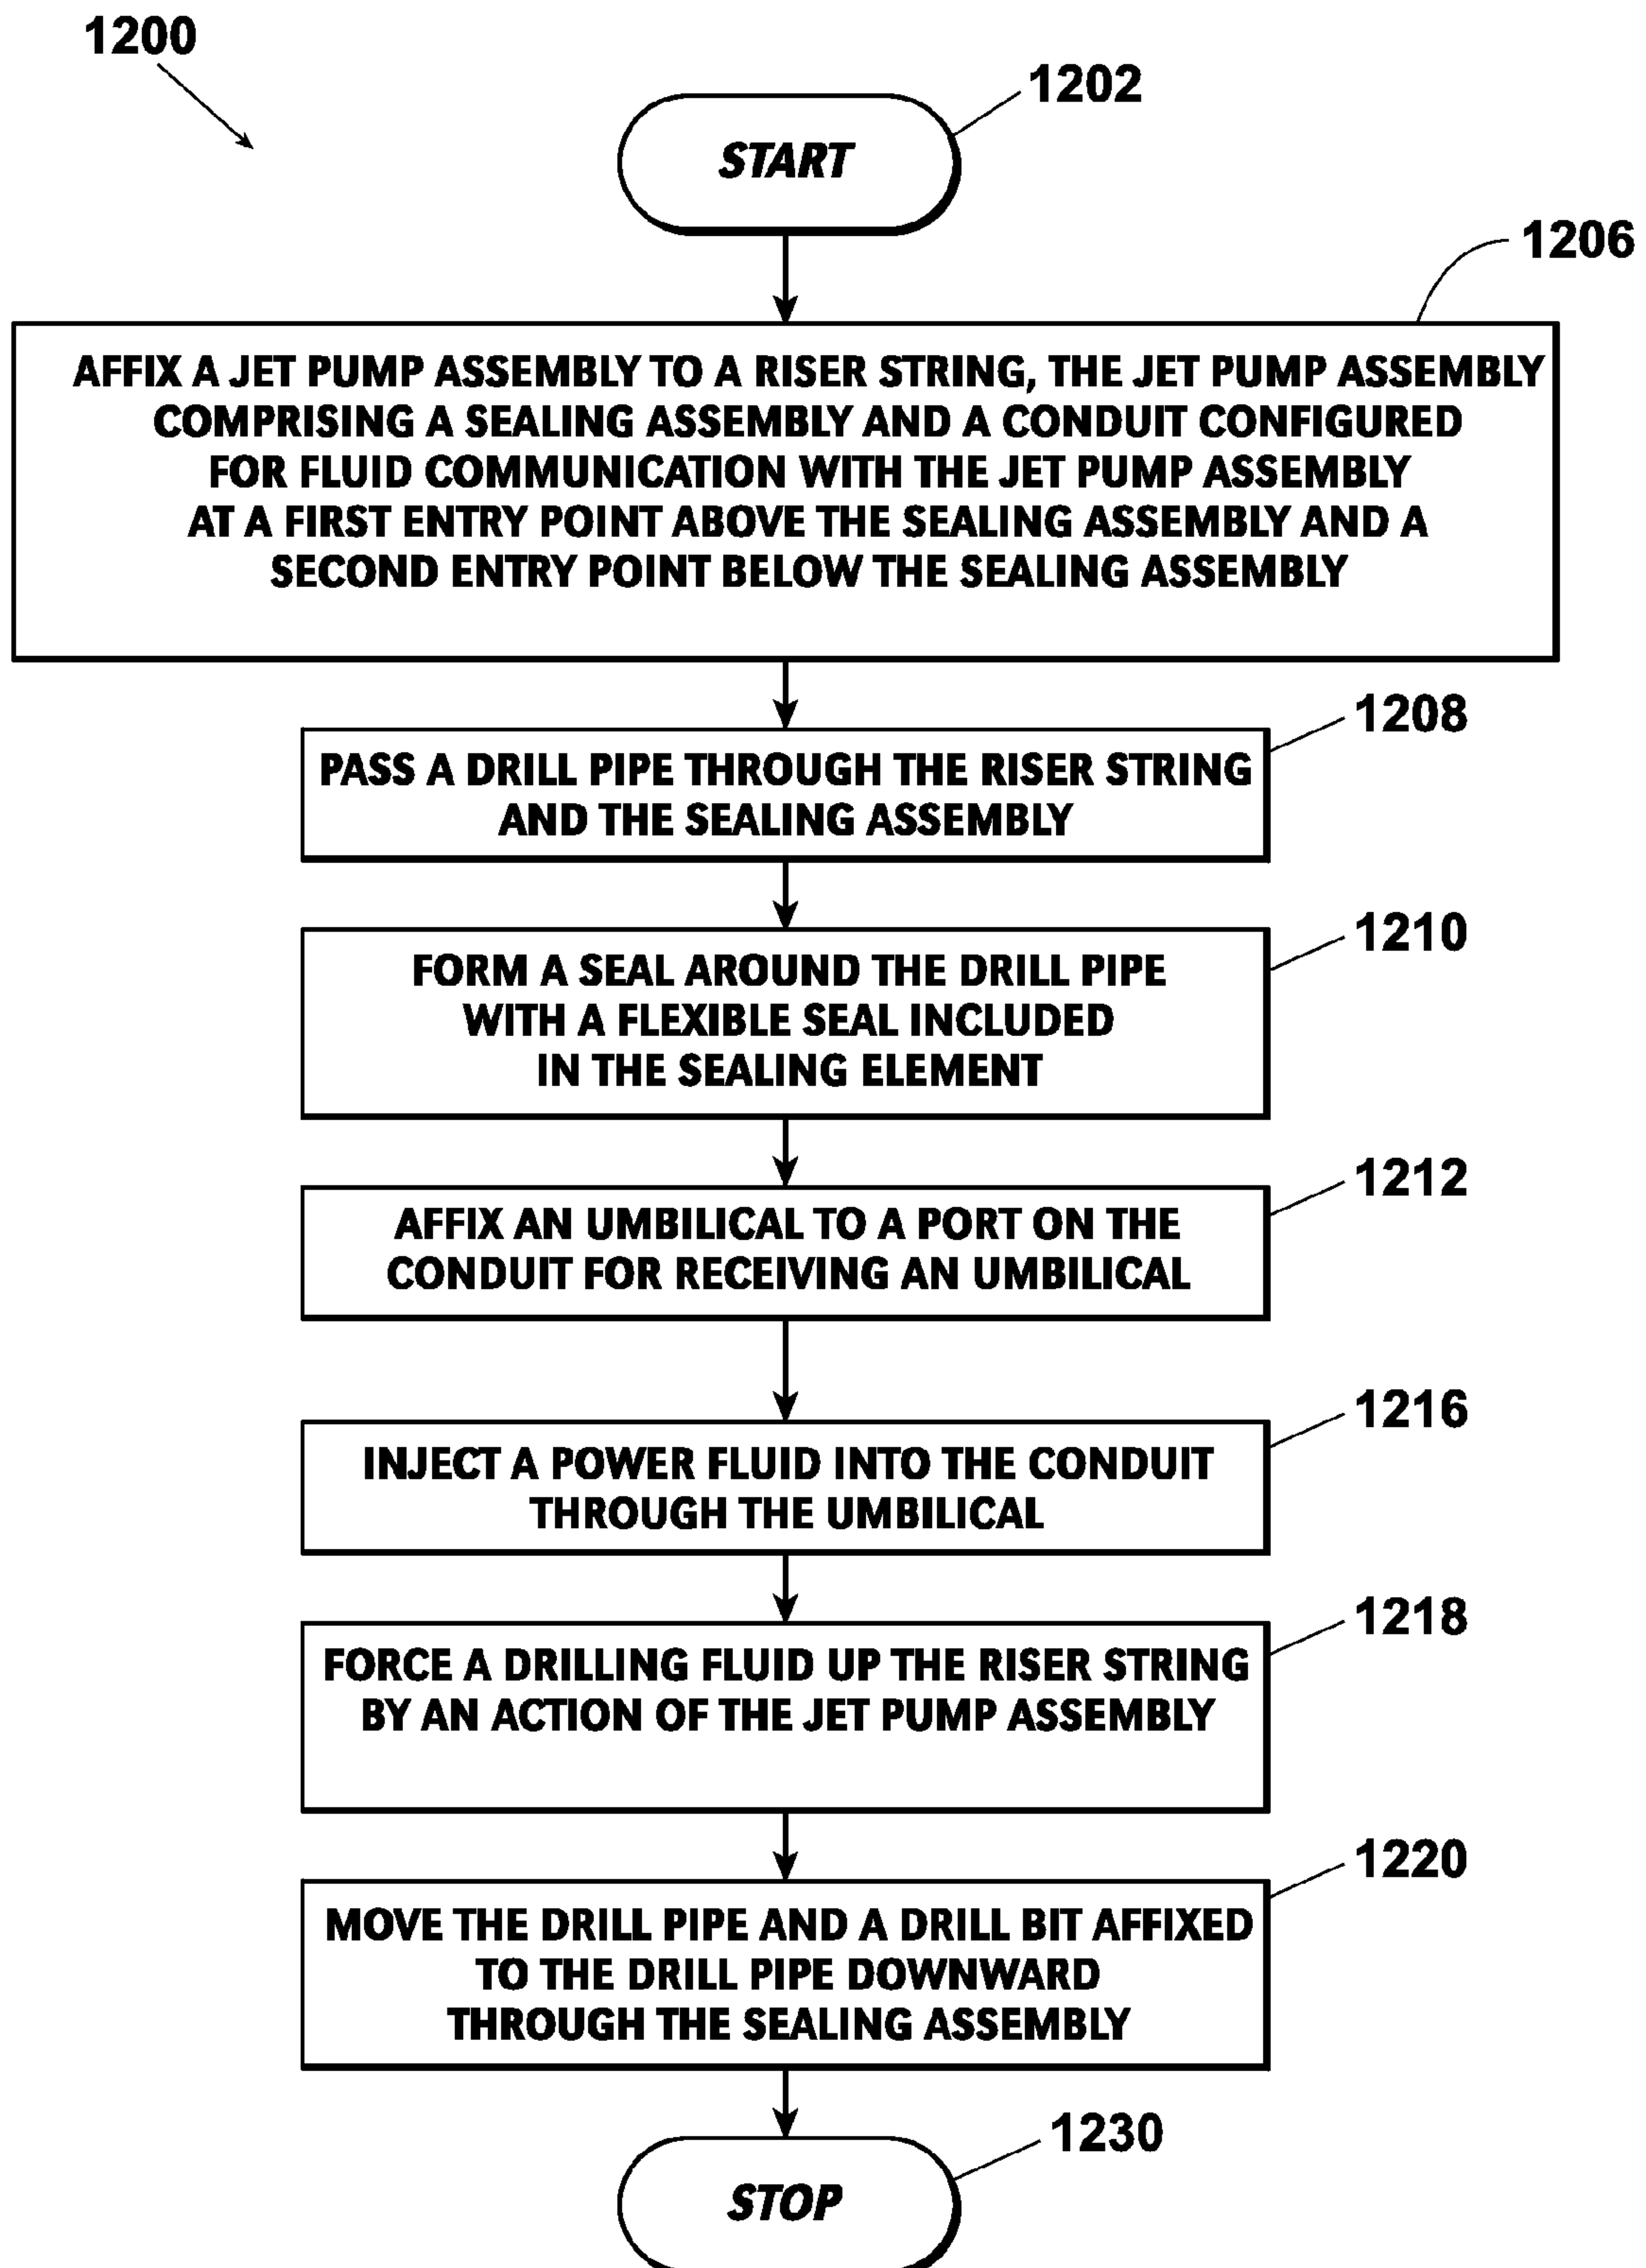 1200
1202
START
1206
AFFIX A JET PUMP ASSEMBLY TO A RISER STRING, THE JET PUMP ASSEMBLY
COMPRISING A SEALING ASSEMBLY AND A CONDUIT CONFIGURED
FOR FLUID COMMUNICATION WITH THE JET PUMP ASSEMBLY
AT A FIRST ENTRY POINT ABOVE THE SEALING ASSEMBLY AND A
SECOND ENTRY POINT BELOW THE SEALING ASSEMBLY
1208
PASS A DRILL PIPE THROUGH THE RISER STRING
AND THE SEALING ASSEMBLY
1210
FORM A SEAL AROUND THE DRILL PIPE
WITH A FLEXIBLE SEAL INCLUDED
IN THE SEALING ELEMENT
1212
AFFIX AN UMBILICAL TO A PORT ON THE
CONDUIT FOR RECEIVING AN UMBILICAL
1216
INJECT A POWER FLUID INTO THE CONDUIT
THROUGH THE UMBILICAL
1218
FORCE A DRILLING FLUID UP THE RISER STRING
BY AN ACTION OF THE JET PUMP ASSEMBLY
1220
MOVE THE DRILL PIPE AND A DRILL BIT AFFIXED
TO THE DRILL PIPE DOWNWARD
THROUGH THE SEALING ASSEMBLY
1230
STOP